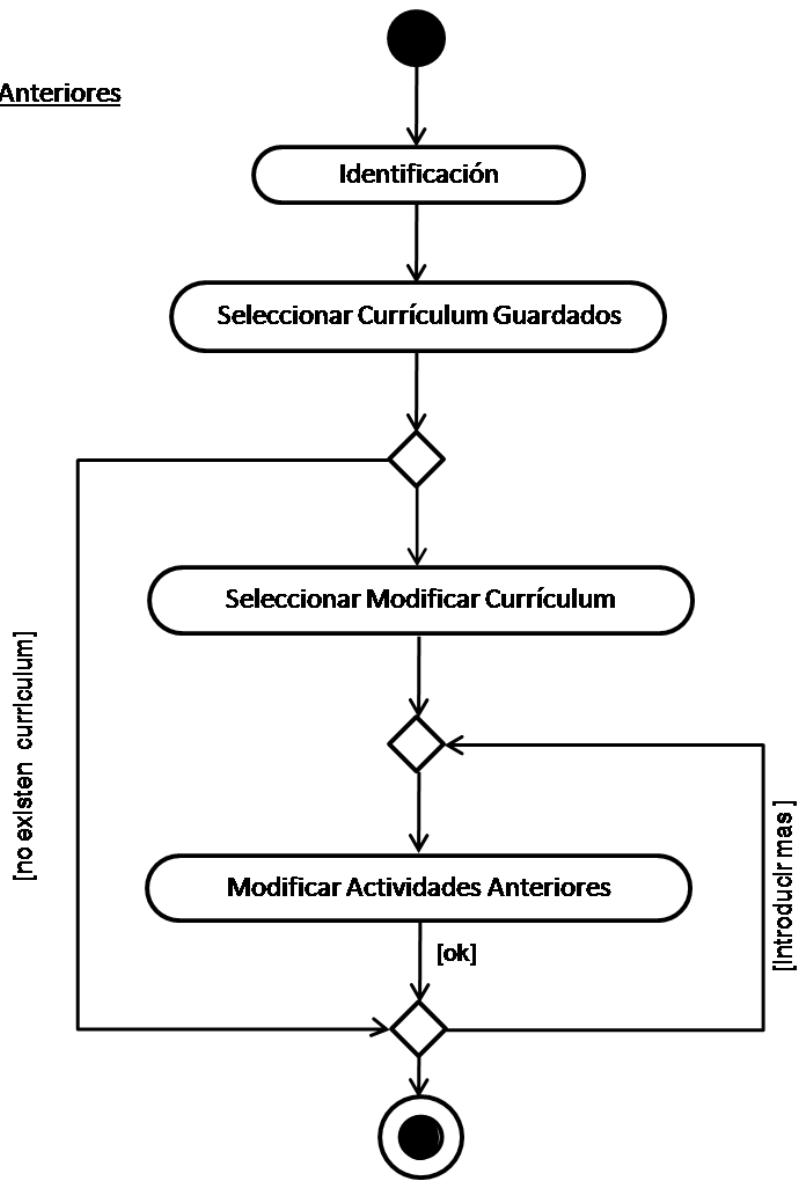 Anteriores
Identificación
Seleccionar Currículum Guardados
Seleccionar Modificar Currículum
[no existen curriculum]
[Introducir mas ]
Modificar Actividades Anteriores
[ok]